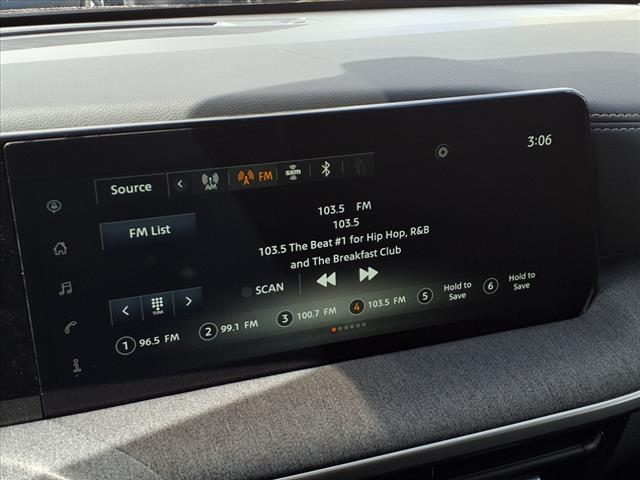 3:06
Source
AM
FM
sxm
FM List
103.5 FM
103.5
103.5 The Beat #1 for Hip Hop, R&B
and The Breakfast Club
SCAN
TUNE
1 96.5 FM
2 99.1 FM
3 100.7 FM
4 103.5 FM
5 Hold to
Save
6 Hold to
Save